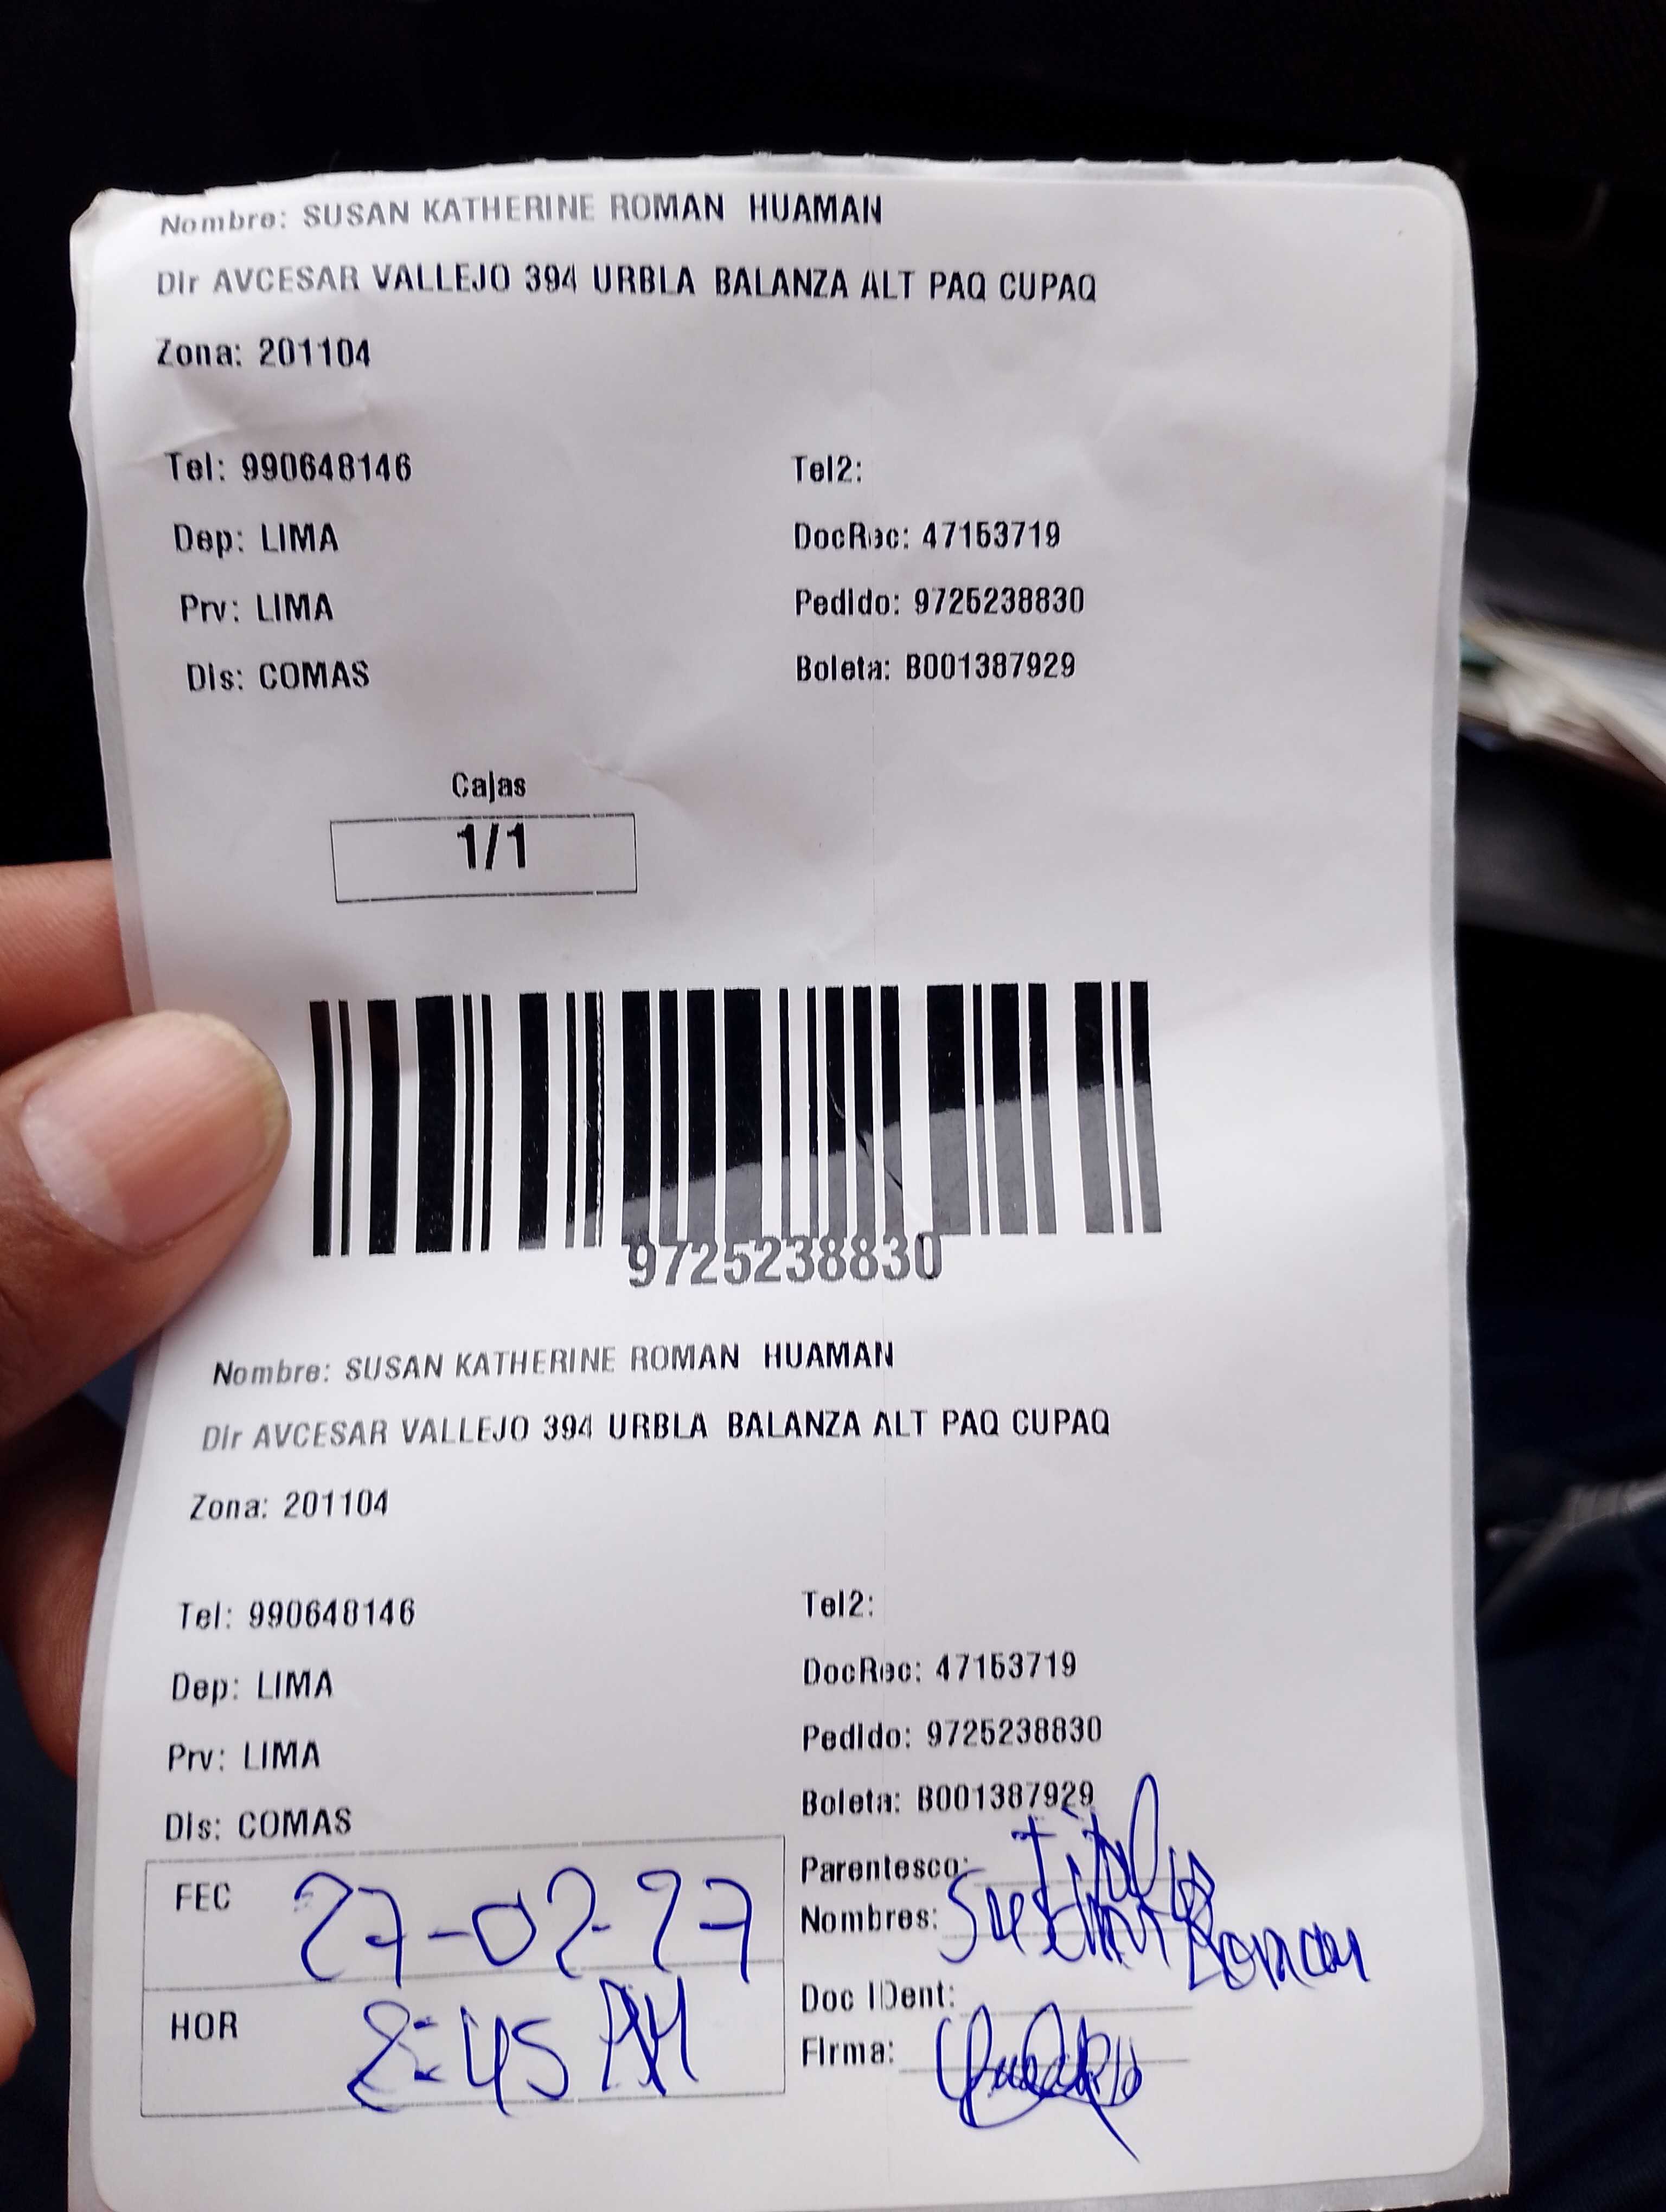 Nombre: SUSAN KATHERINE ROMAN HUAMAN
Dir AVCESAR VALLEJO 394 URBLA BALANZA ALT PAQ CUPAQ
Zona: 201104
Tel: 990648146 Tel2:
Dep: LIMA DocRec: 47153719
Prv: LIMA Pedido: 9725238830
Dis: COMAS Boleta: B001387929
Cajas
1/1
9725238830
Nombre: SUSAN KATHERINE ROMAN HUAMAN
Dir AVCESAR VALLEJO 394 URBLA BALANZA ALT PAQ CUPAQ
Zona: 201104
Tel: 990648146 Tel2:
Dep: LIMA DocRec: 47153719
Prv: LIMA Pedido: 9725238830
Dis: COMAS Boleta: B001387929
Parentesco: Titular
FEC 27-02-27 Nombres: Roman
HOR 8:45 AM Doc IDent:
Firma: